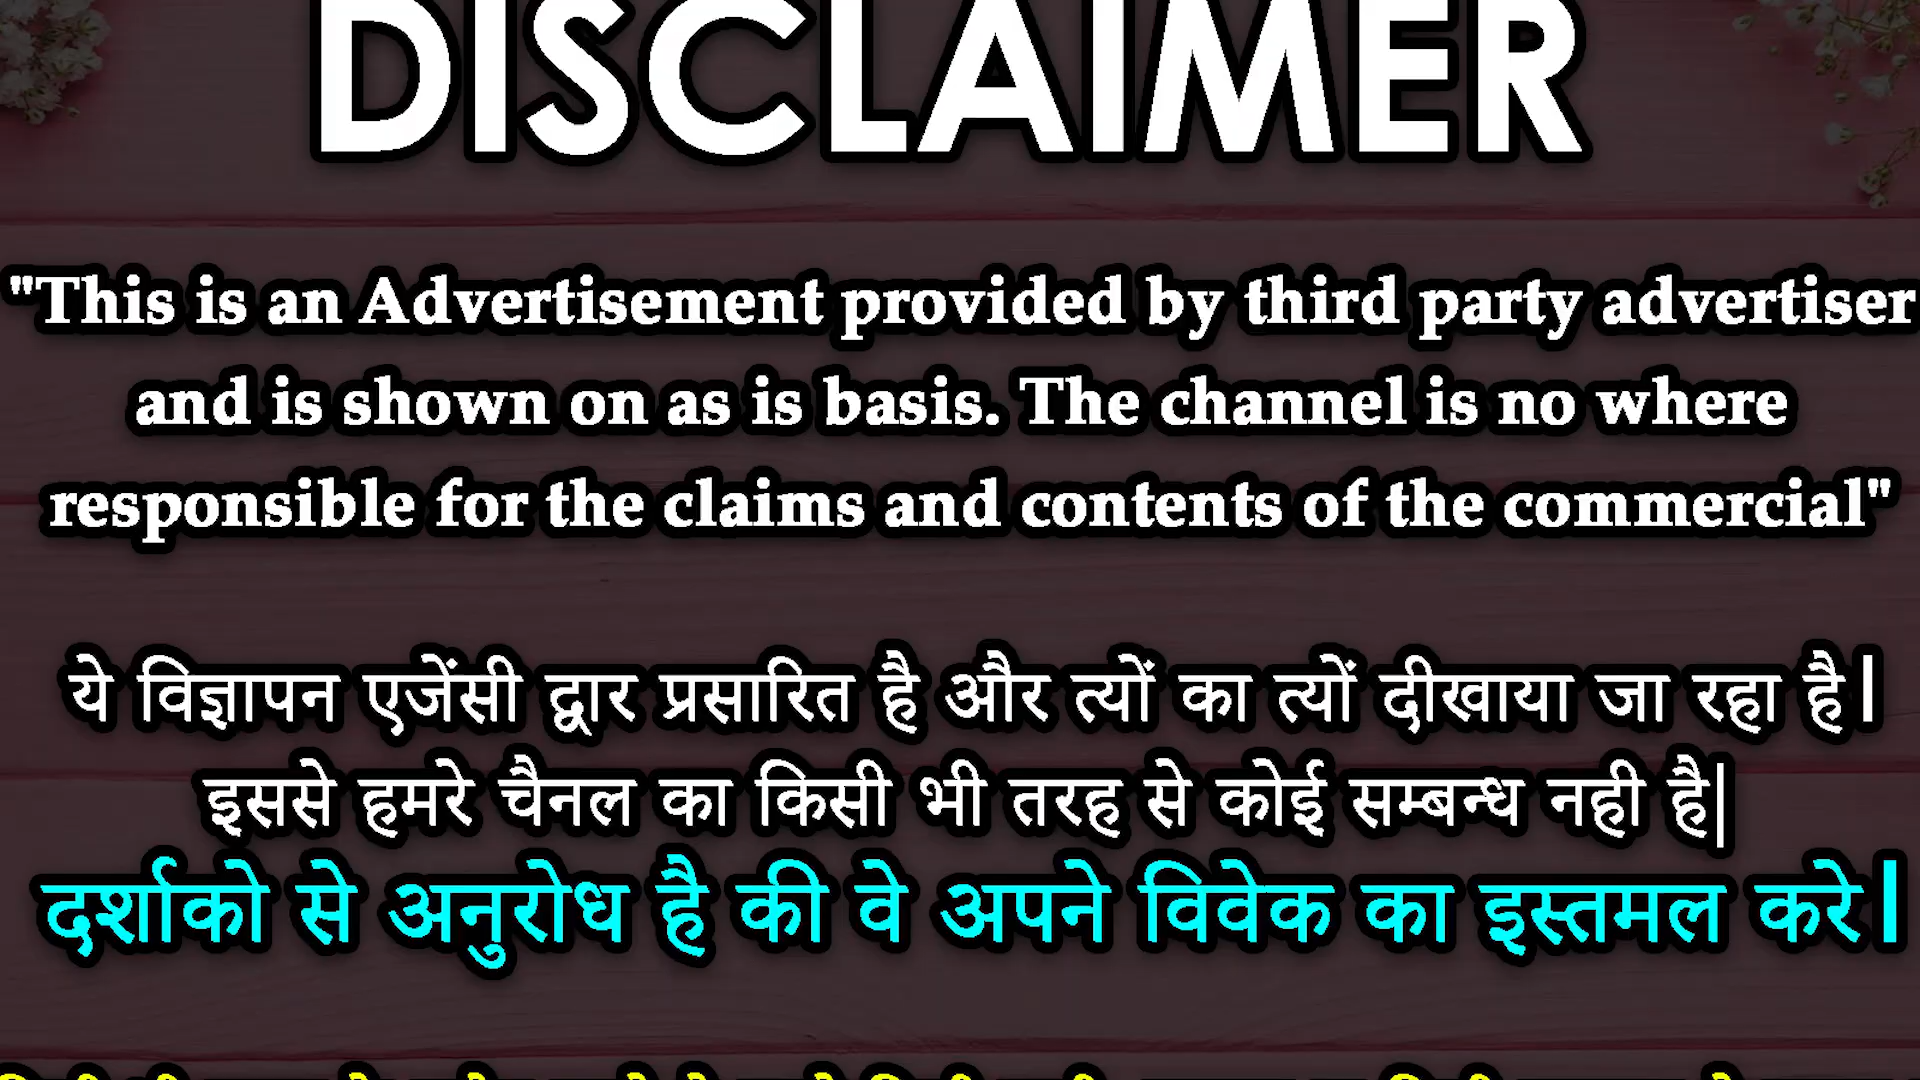 DISCLAIMER
"This is an Advertisement provided by third party advertiser
and is shown on as is basis. The channel is no where
responsible for the claims and contents of the commercial"
ये विज्ञापन एजेंसी द्वार प्रसारित है और त्यों का त्यों दीखाया जा रहा है।
इससे हमरे चैनल का किसी भी तरह से कोई सम्बन्ध नही है|
दर्शाको से अनुरोध है की वे अपने विवेक का इस्तमल करे।